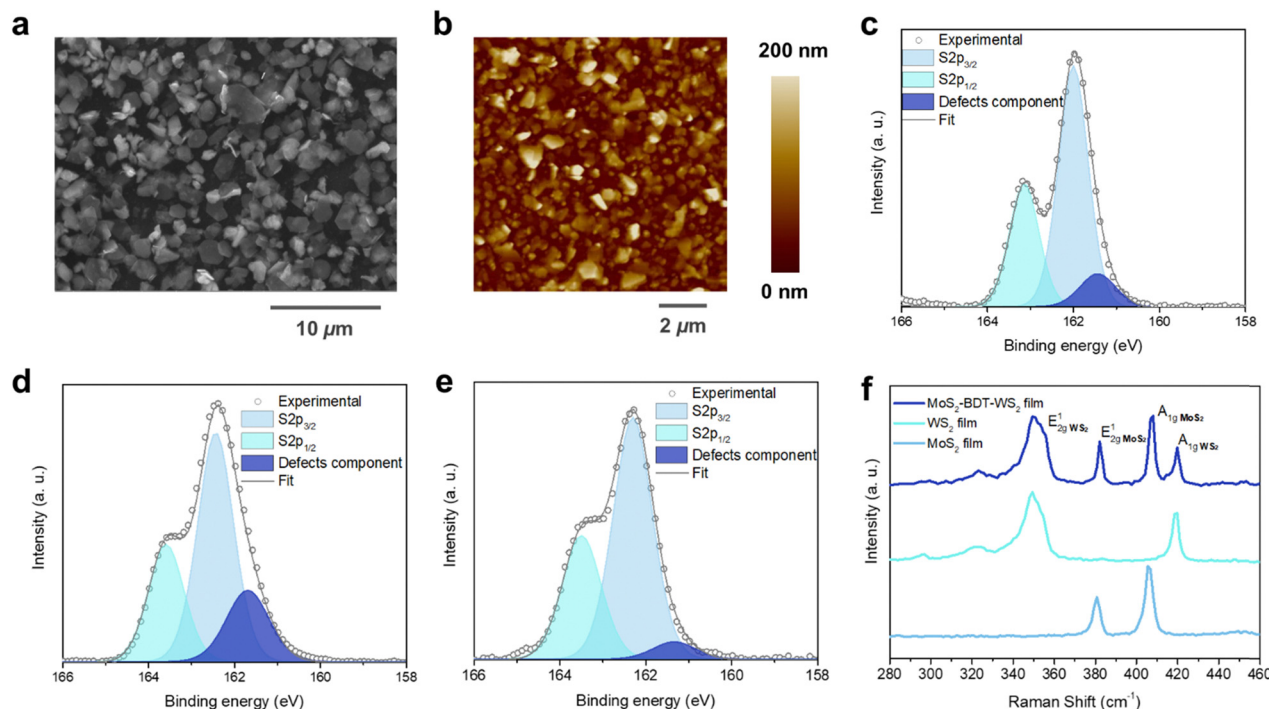 a
10 µm
b
200 nm
0 nm
2 µm
c
Experimental
S2p3/2
S2p1/2
Defects component
Fit
Intensity (a. u.)
166 164 162 160 158
Binding energy (eV)
d
Experimental
S2p3/2
S2p1/2
Defects component
Fit
Intensity (a. u.)
166 164 162 160 158
Binding energy (eV)
e
Experimental
S2p3/2
S2p1/2
Defects component
Fit
Intensity (a. u.)
166 164 162 160 158
Binding energy (eV)
f
MoS2-BDT-WS2 film
WS2 film
MoS2 film
E12g WS2
E12g MoS2
A1g MoS2
A1g WS2
Intensity (a. u.)
280 300 320 340 360 380 400 420 440 460
Raman Shift (cm-1)